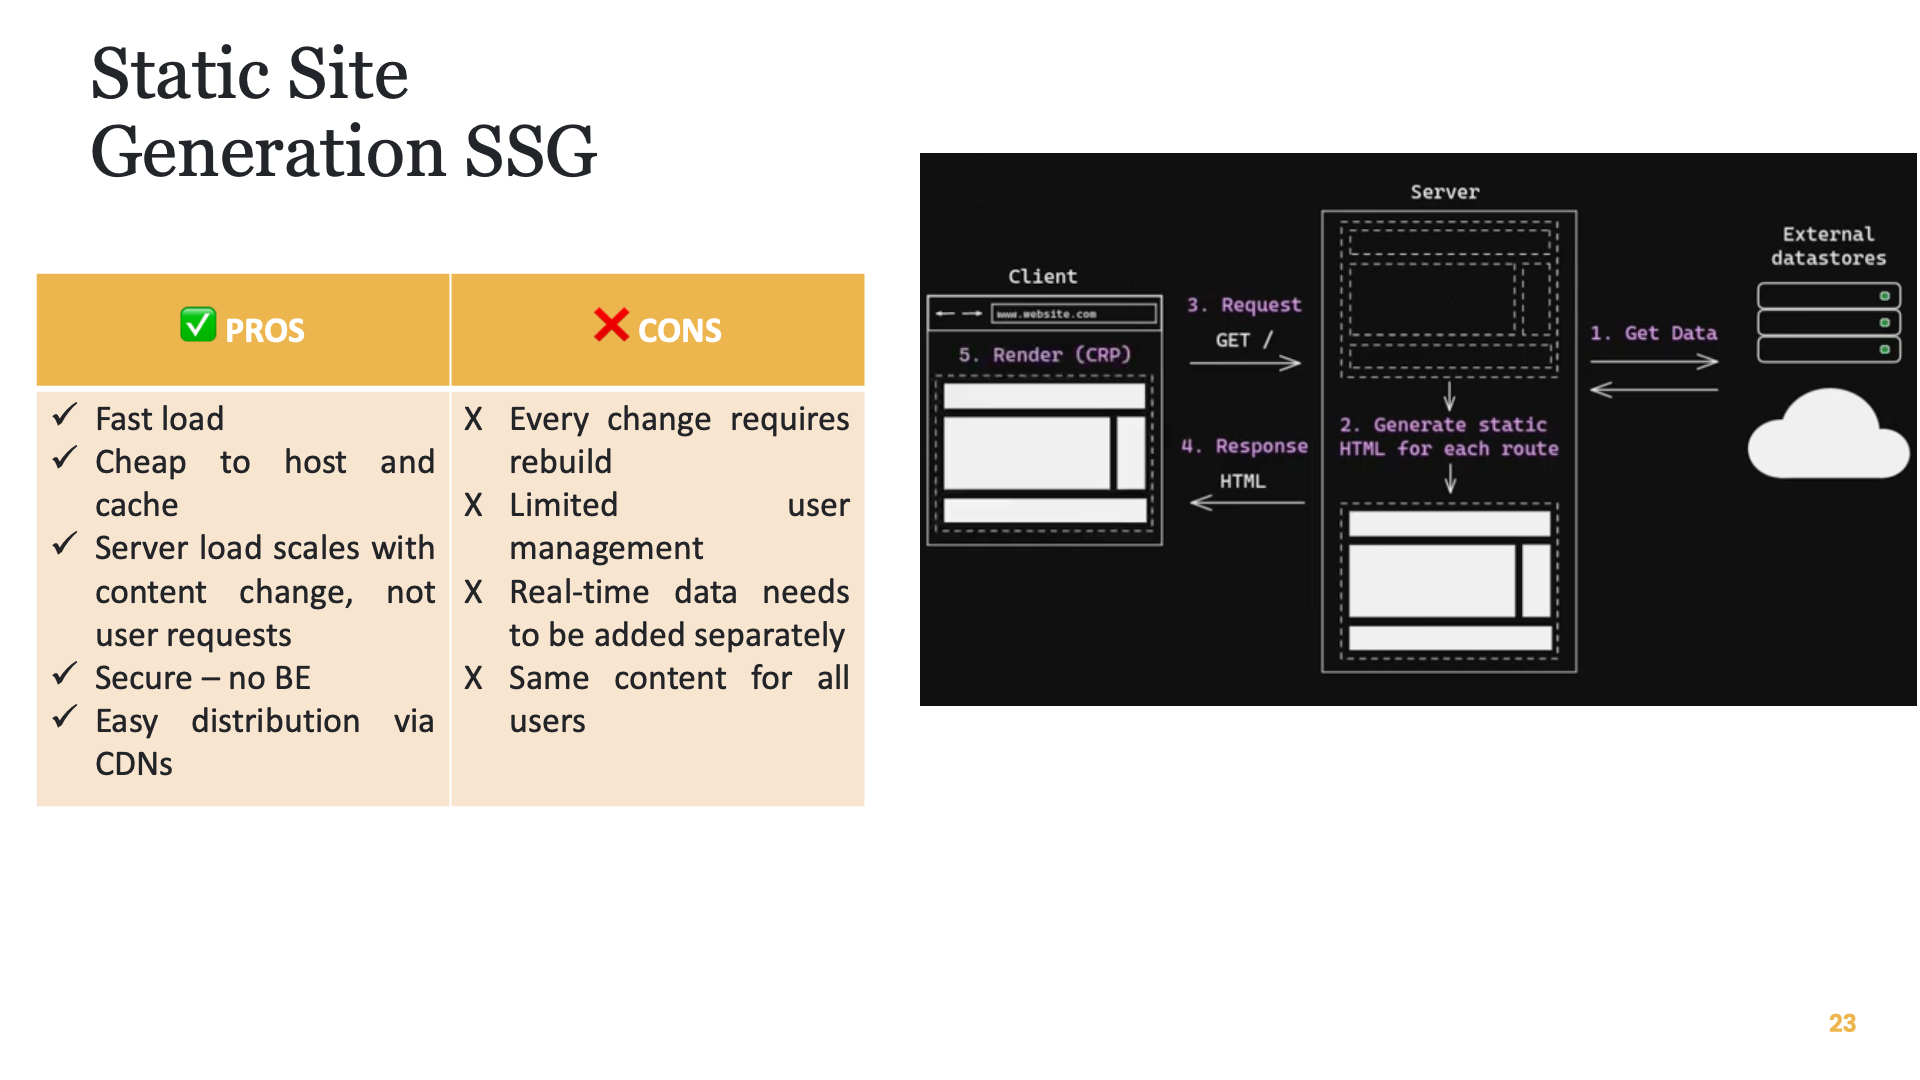 Static Site
Generation SSG
✅ PROS
❌ CONS
✓ Fast load
✓ Cheap to host and
cache
✓ Server load scales with
content change, not
user requests
✓ Secure – no BE
✓ Easy distribution via
CDNs
X Every change requires
rebuild
X Limited user
management
X Real-time data needs
to be added separately
X Same content for all
users
Client
www.website.com
5. Render (CRP)
3. Request
GET /
4. Response
HTML
Server
2. Generate static
HTML for each route
1. Get Data
External
datastores
23